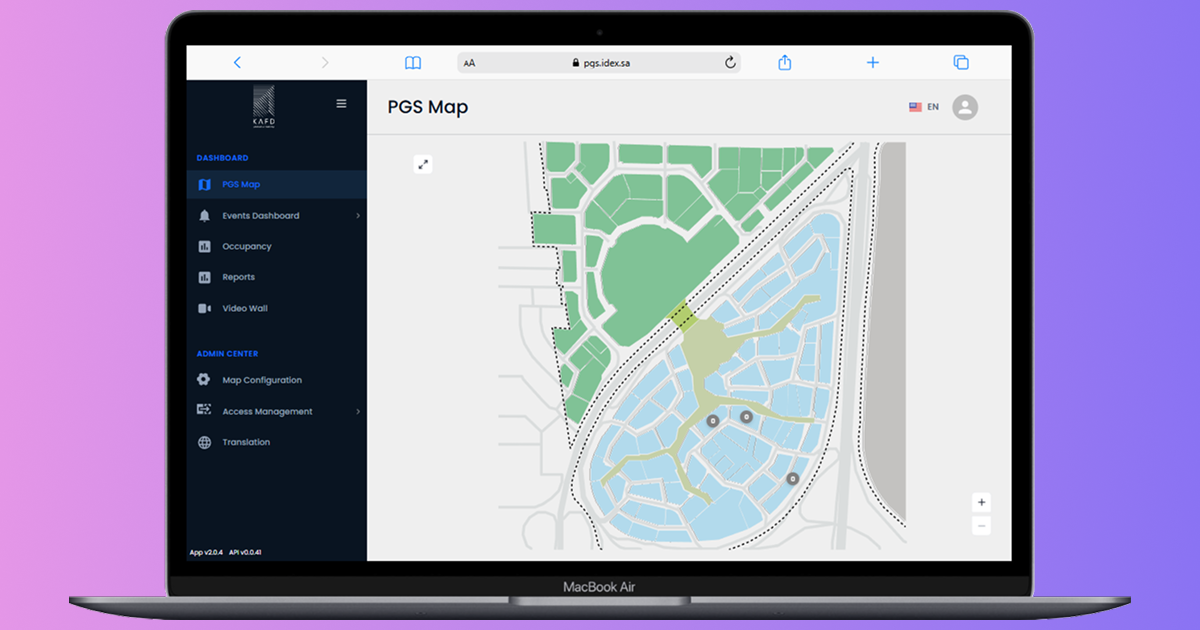 AA
pgs.idex.sa
KAFD
PGS Map
EN
DASHBOARD
PGS Map
Events Dashboard
Occupancy
Reports
Video Wall
ADMIN CENTER
Map Configuration
Access Management
Translation
App v2.0.4 API v0.0.41
0
0
0
+
−
MacBook Air